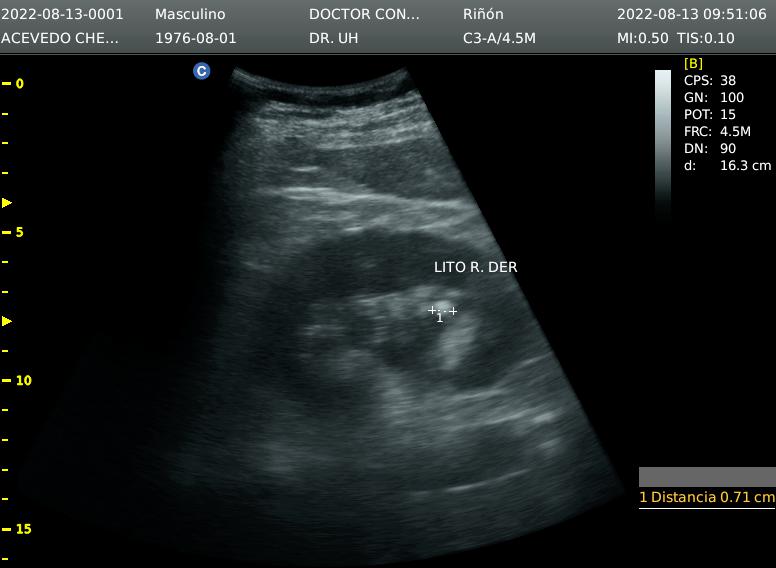 2022-08-13-0001 Masculino DOCTOR CON... Riñón 2022-08-13 09:51:06
ACEVEDO CHE... 1976-08-01 DR. UH C3-A/4.5M MI:0.50 TIS:0.10
C
[B]
CPS: 38
GN: 100
POT: 15
FRC: 4.5M
DN: 90
d: 16.3 cm
0
5
10
15
LITO R. DER
1
1 Distancia 0.71 cm